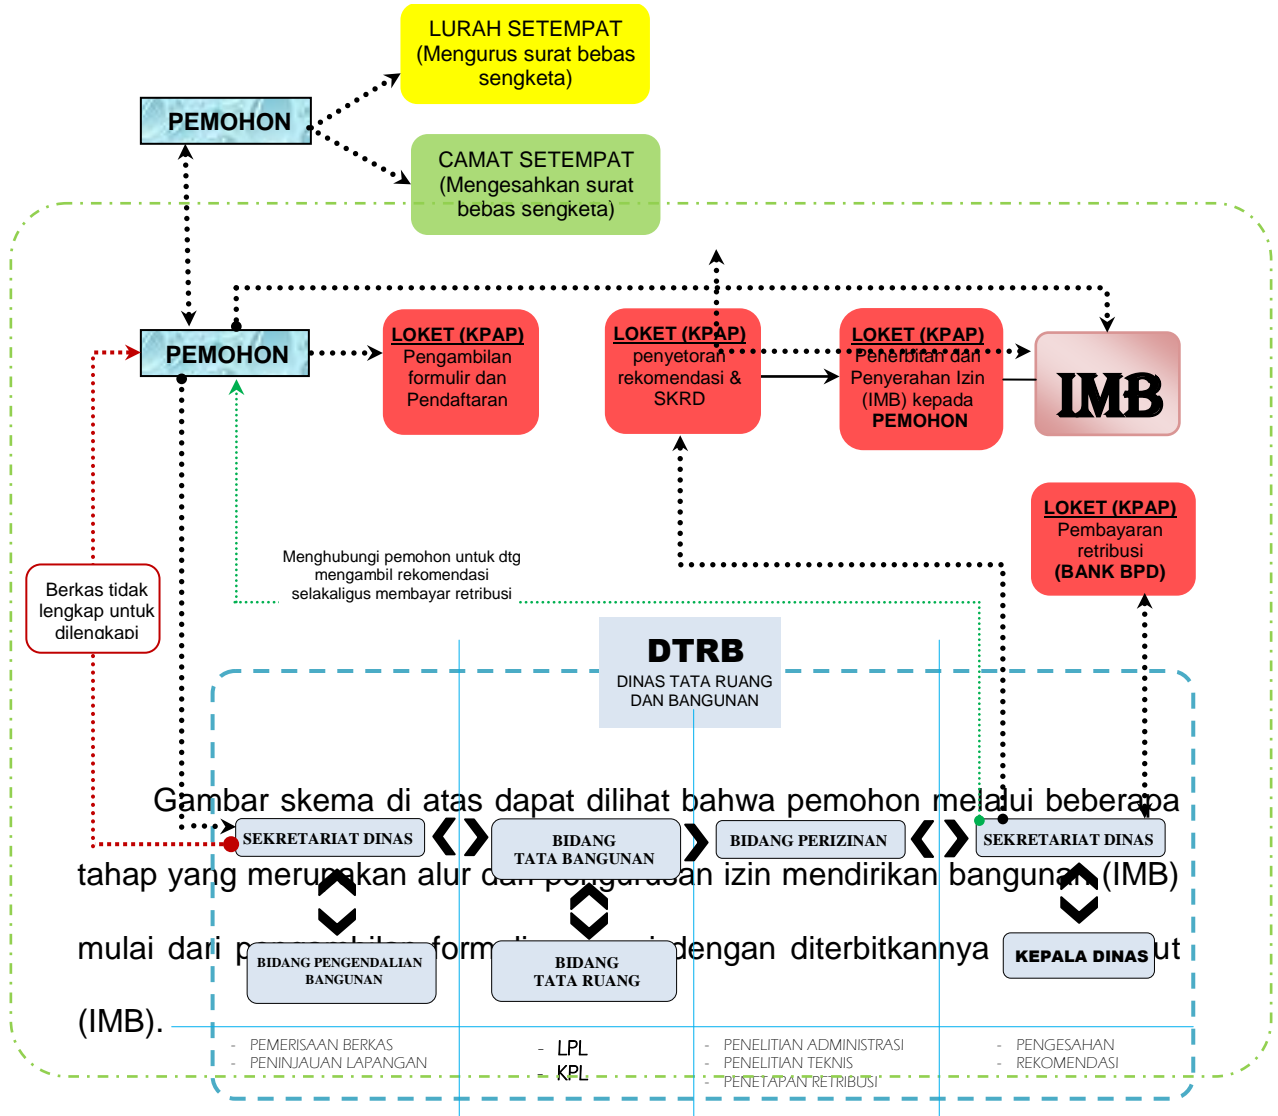 LURAH SETEMPAT
(Mengurus surat bebas
sengketa)
PEMOHON
CAMAT SETEMPAT
(Mengesahkan surat
bebas sengketa)
PEMOHON
LOKET (KPAP)
Pengambilan
formulir dan
Pendaftaran
LOKET (KPAP)
penyetoran
rekomendasi &
SKRD
LOKET (KPAP)
Penerbitan dan
Penyerahan Izin
(IMB) kepada
PEMOHON
IMB
LOKET (KPAP)
Pembayaran
retribusi
(BANK BPD)
Menghubungi pemohon untuk dtg
mengambil rekomendasi
selakaligus membayar retribusi
Berkas tidak
lengkap untuk
dilengkapi
DTRB
DINAS TATA RUANG
DAN BANGUNAN
Gambar skema di atas dapat dilihat bahwa pemohon melalui beberapa
SEKRETARIAT DINAS
BIDANG
TATA BANGUNAN
BIDANG PERIZINAN
SEKRETARIAT DINAS
tahap yang merupakan alur dari pengurusan izin mendirikan bangunan (IMB)
mulai dari pengambilan formulir dengan diterbitkannya
BIDANG PENGENDALIAN
BANGUNAN
BIDANG
TATA RUANG
KEPALA DINAS
(IMB).
- PEMERISAAN BERKAS
- PENINJAUAN LAPANGAN
- LPL
- KPL
- PENELITIAN ADMINISTRASI
- PENELITIAN TEKNIS
- PENETAPAN RETRIBUSI
- PENGESAHAN
- REKOMENDASI